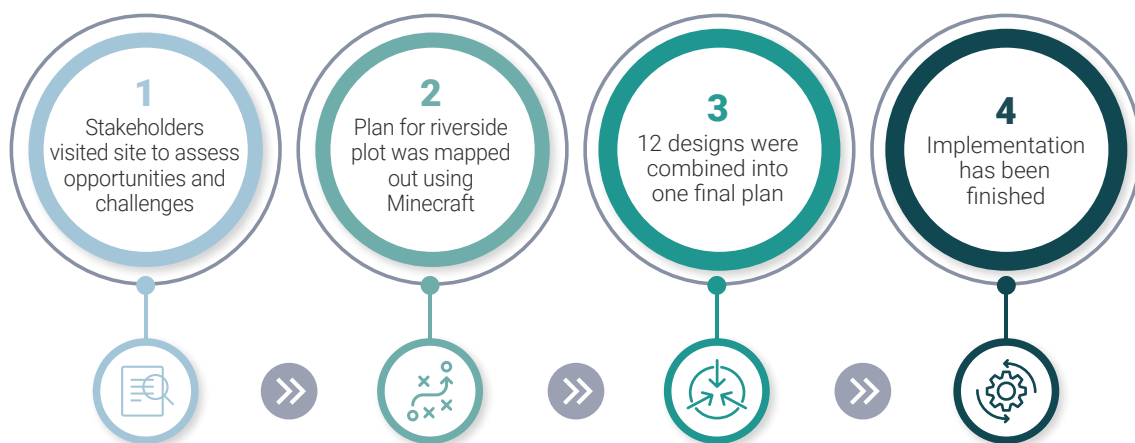 1
Stakeholders
visited site to assess
opportunities and
challenges
2
Plan for riverside
plot was mapped
out using
Minecraft
3
12 designs were
combined into
one final plan
4
Implementation
has been
finished